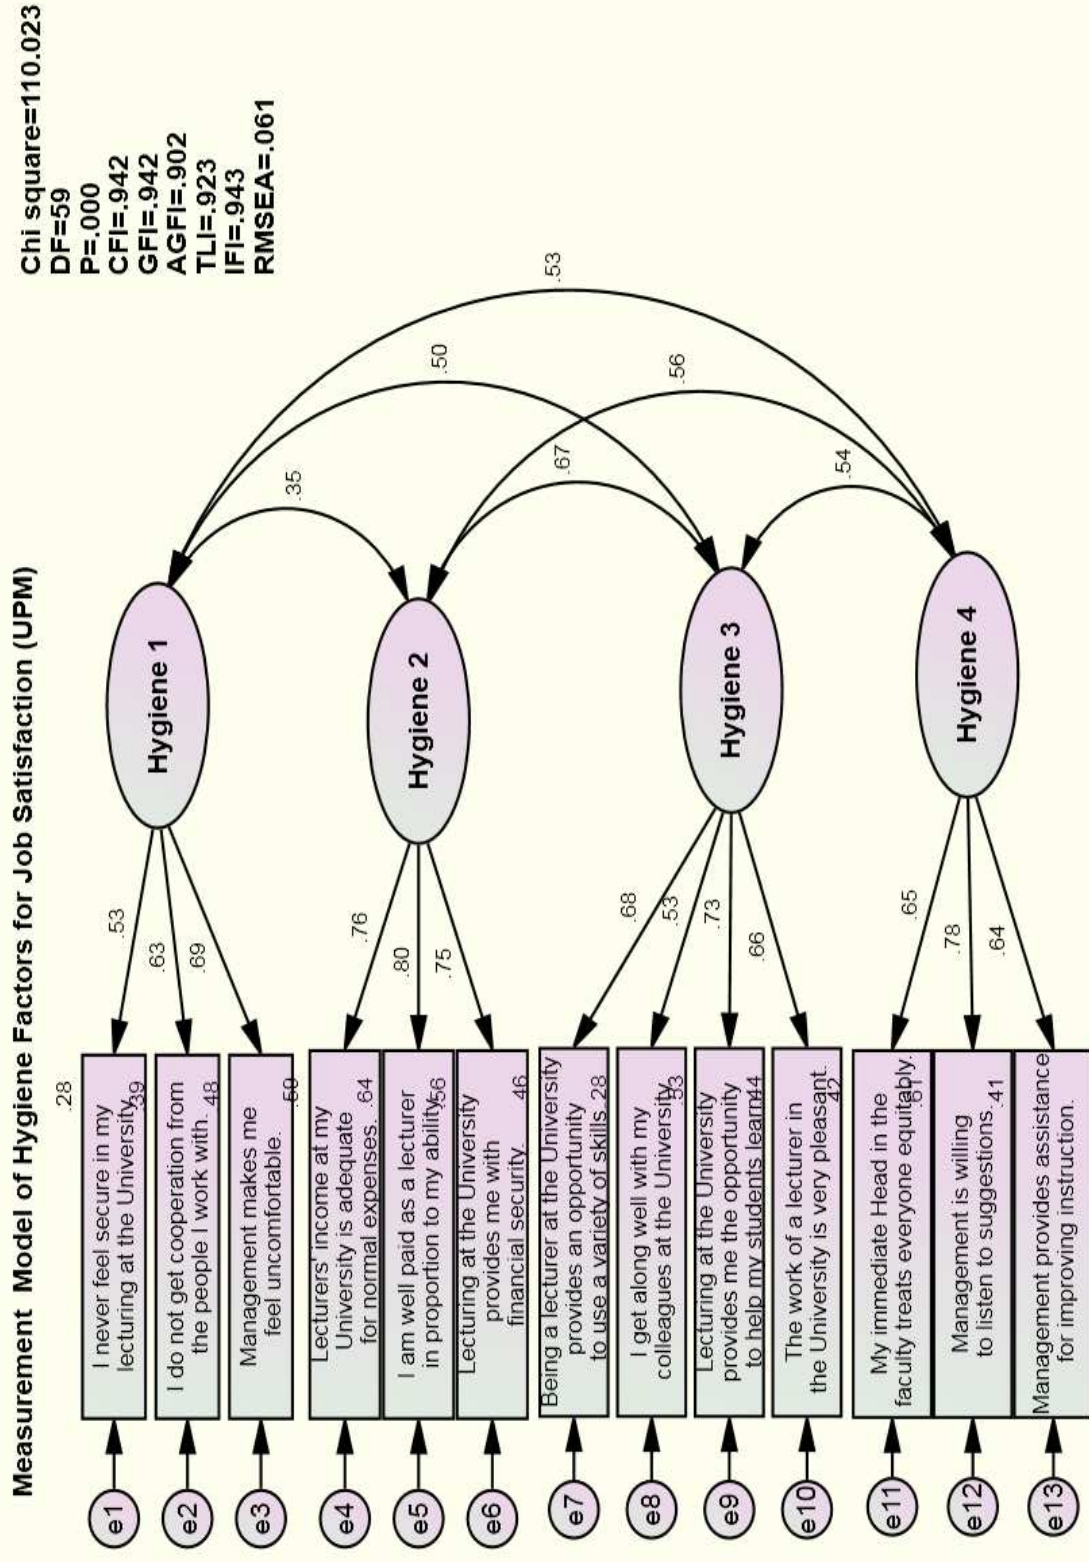 Measurement Model of Hygiene Factors for Job Satisfaction (UPM)
Chi square=110.023
DF=59
P=.000
CFI=.942
GFI=.942
AGFI=.902
TLI=.923
IFI=.943
RMSEA=.061
e1
I never feel secure in my
lecturing at the University.
.28
.53
e2
I do not get cooperation from
the people I work with.
.39
.63
e3
Management makes me
feel uncomfortable.
.48
.69
Hygiene 1
e4
Lecturers' income at my
University is adequate
for normal expenses.
.59
.76
e5
I am well paid as a lecturer
in proportion to my ability.
.64
.80
e6
Lecturing at the University
provides me with
financial security.
.56
.75
Hygiene 2
e7
Being a lecturer at the University
provides an opportunity
to use a variety of skills.
.46
.68
e8
I get along well with my
colleagues at the University.
.28
.53
e9
Lecturing at the University
provides me the opportunity
to help my students learn.
.53
.73
e10
The work of a lecturer in
the University is very pleasant.
.44
.66
Hygiene 3
e11
My immediate Head in the
faculty treats everyone equitably.
.42
.65
e12
Management is willing
to listen to suggestions.
.61
.78
e13
Management provides assistance
for improving instruction.
.41
.64
Hygiene 4
.35
.50
.53
.67
.56
.54